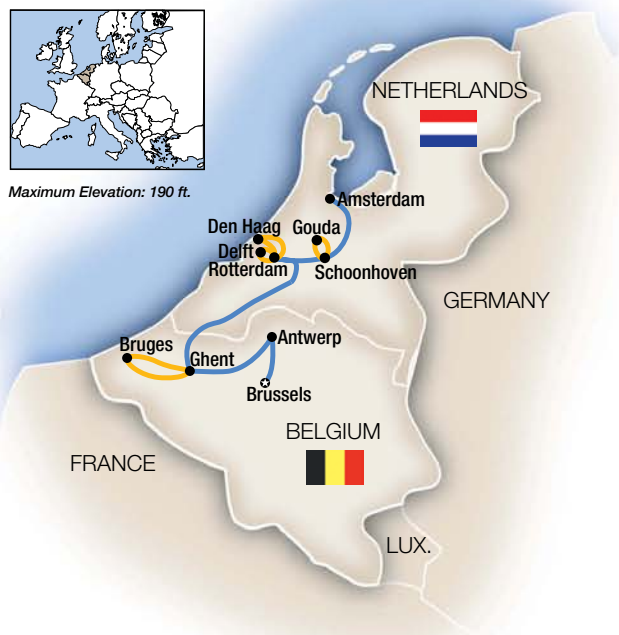 Maximum Elevation: 190 ft.
NETHERLANDS
Amsterdam
Den Haag
Gouda
Delft
Rotterdam
Schoonhoven
GERMANY
Bruges
Ghent
Antwerp
Brussels
BELGIUM
FRANCE
LUX.